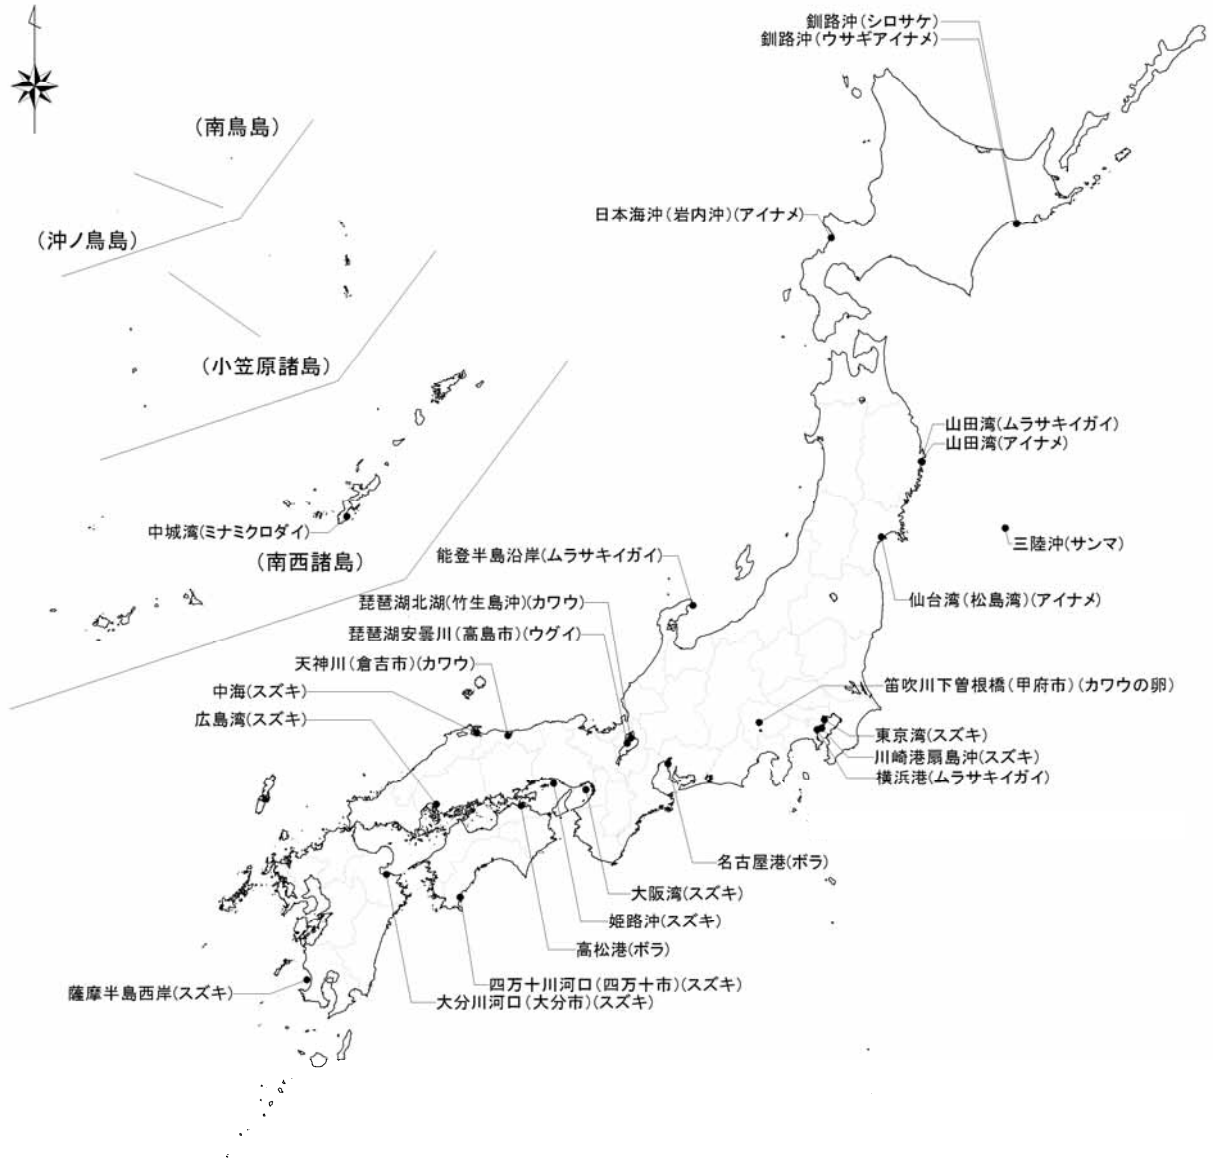 釧路沖(シロサケ)
釧路沖(ウサギアイナメ)
(南鳥島)
日本海沖(岩内沖)(アイナメ)
(沖ノ鳥島)
(小笠原諸島)
山田湾(ムラサキイガイ)
山田湾(アイナメ)
中城湾(ミナミクロダイ)
三陸沖(サンマ)
能登半島沿岸(ムラサキイガイ)
(南西諸島)
琵琶湖北湖(竹生島沖)(カワウ)
仙台湾(松島湾)(アイナメ)
琵琶湖安曇川(高島市)(ウグイ)
天神川(倉吉市)(カワウ)
笛吹川下曽根橋(甲府市)(カワウの卵)
中海(スズキ)
広島湾(スズキ)
東京湾(スズキ)
川崎港扇島沖(スズキ)
横浜港(ムラサキイガイ)
名古屋港(ボラ)
大阪湾(スズキ)
姫路沖(スズキ)
高松港(ボラ)
四万十川河口(四万十市)(スズキ)
薩摩半島西岸(スズキ)
大分川河口(大分市)(スズキ)